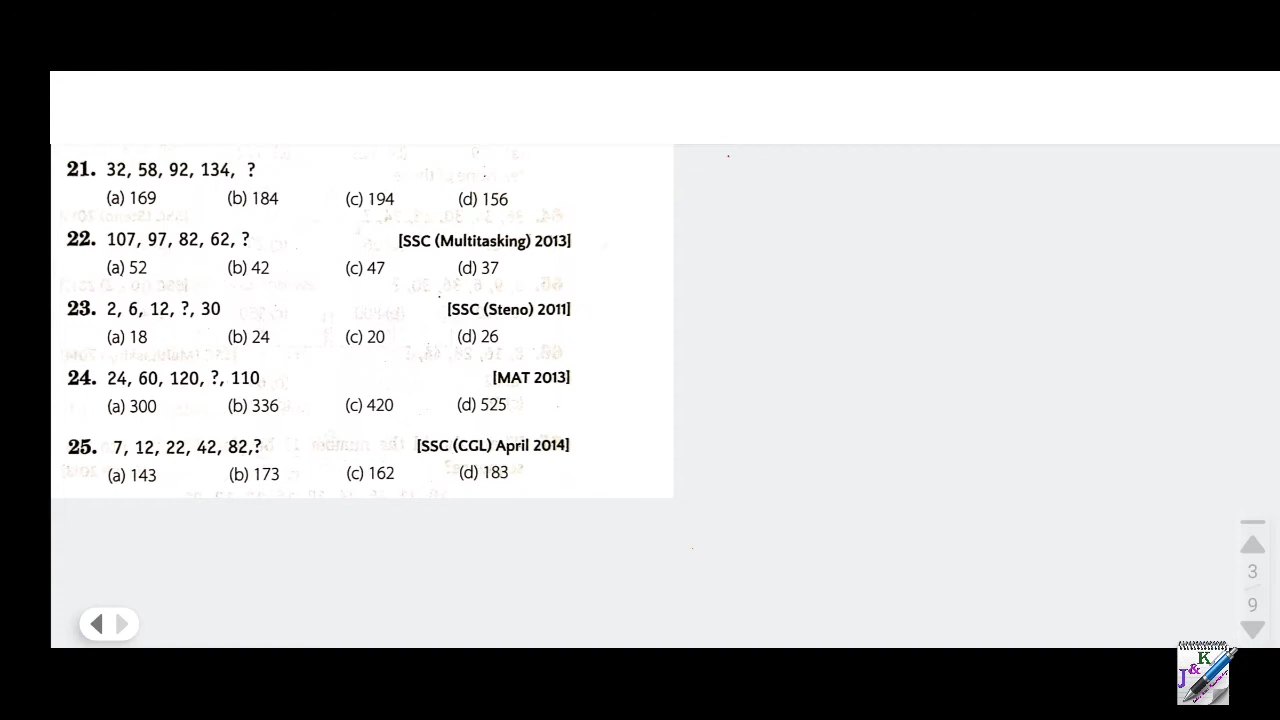 21. 32, 58, 92, 134, ?
(a) 169 (b) 184 (c) 194 (d) 156
22. 107, 97, 82, 62, ? [SSC (Multitasking) 2013]
(a) 52 (b) 42 (c) 47 (d) 37
23. 2, 6, 12, ?, 30 [SSC (Steno) 2011]
(a) 18 (b) 24 (c) 20 (d) 26
24. 24, 60, 120, ?, 110 [MAT 2013]
(a) 300 (b) 336 (c) 420 (d) 525
25. 7, 12, 22, 42, 82,? [SSC (CGL) April 2014]
(a) 143 (b) 173 (c) 162 (d) 183
3
9
J & K